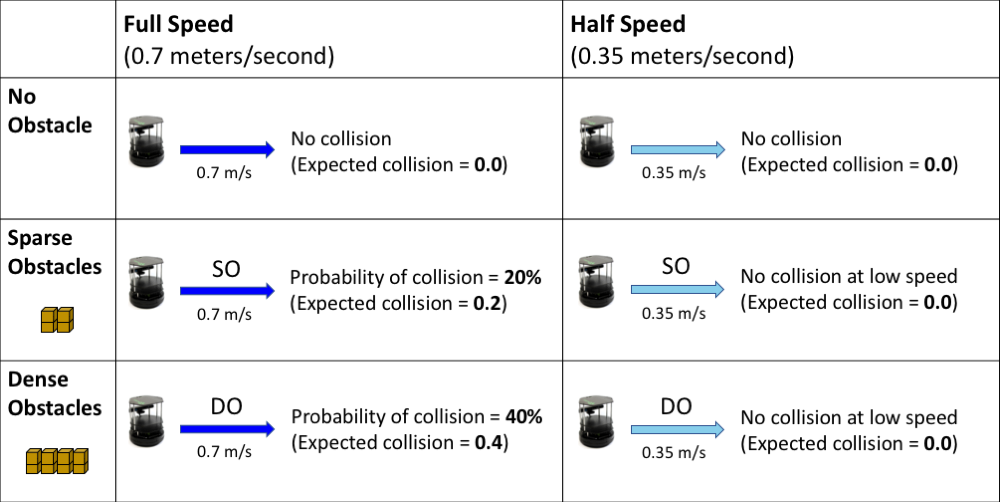 Full Speed
(0.7 meters/second)
Half Speed
(0.35 meters/second)
No
Obstacle
0.7 m/s
No collision
(Expected collision = 0.0)
0.35 m/s
No collision
(Expected collision = 0.0)
Sparse
Obstacles
SO
0.7 m/s
Probability of collision = 20%
(Expected collision = 0.2)
SO
0.35 m/s
No collision at low speed
(Expected collision = 0.0)
Dense
Obstacles
DO
0.7 m/s
Probability of collision = 40%
(Expected collision = 0.4)
DO
0.35 m/s
No collision at low speed
(Expected collision = 0.0)